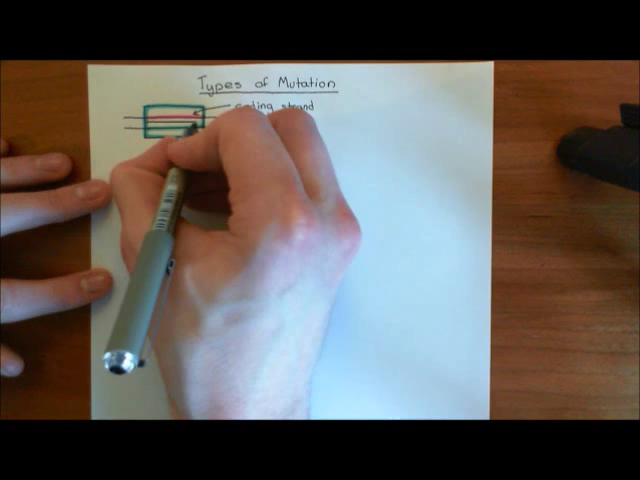 Types of Mutation
coding strand